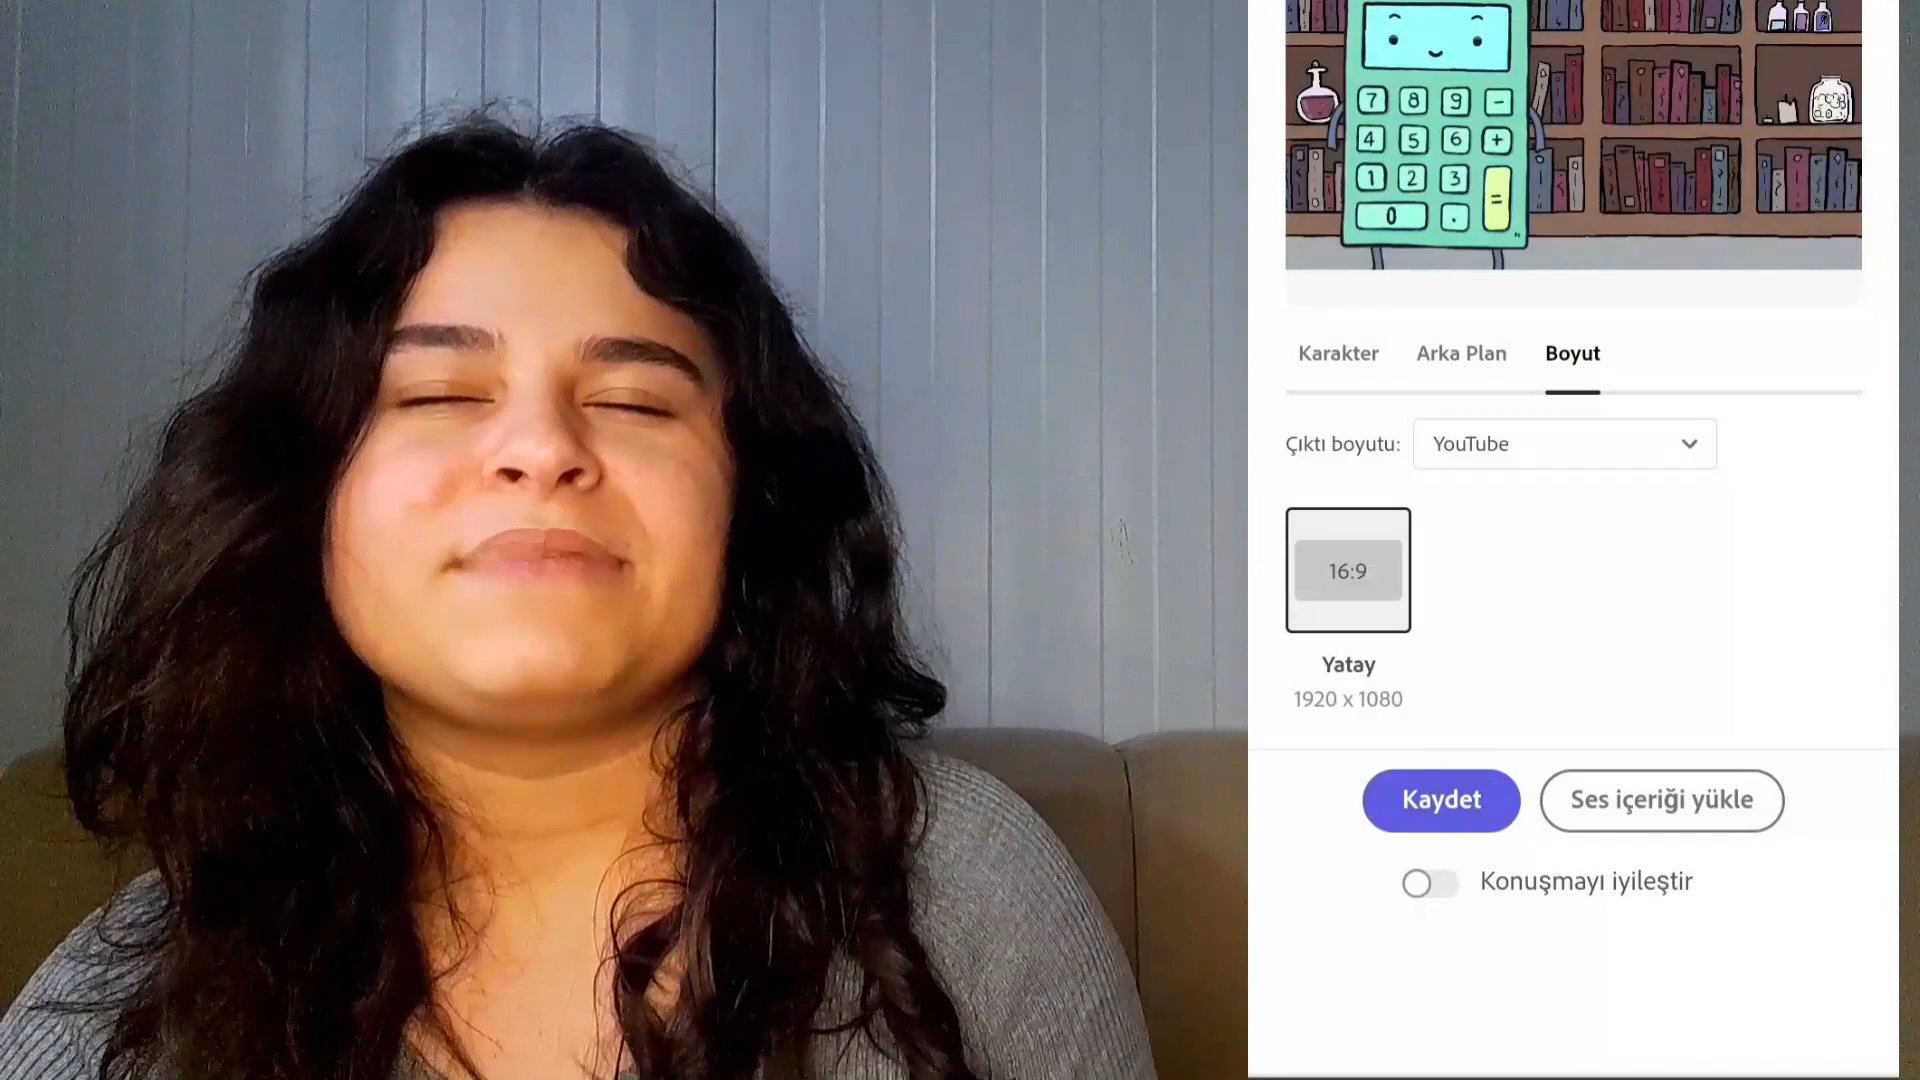 7 8 9 -
4 5 6 +
1 2 3 =
0 .
Karakter Arka Plan Boyut
Çıktı boyutu: YouTube
16:9
Yatay
1920 x 1080
Kaydet Ses içeriği yükle
Konuşmayı iyileştir